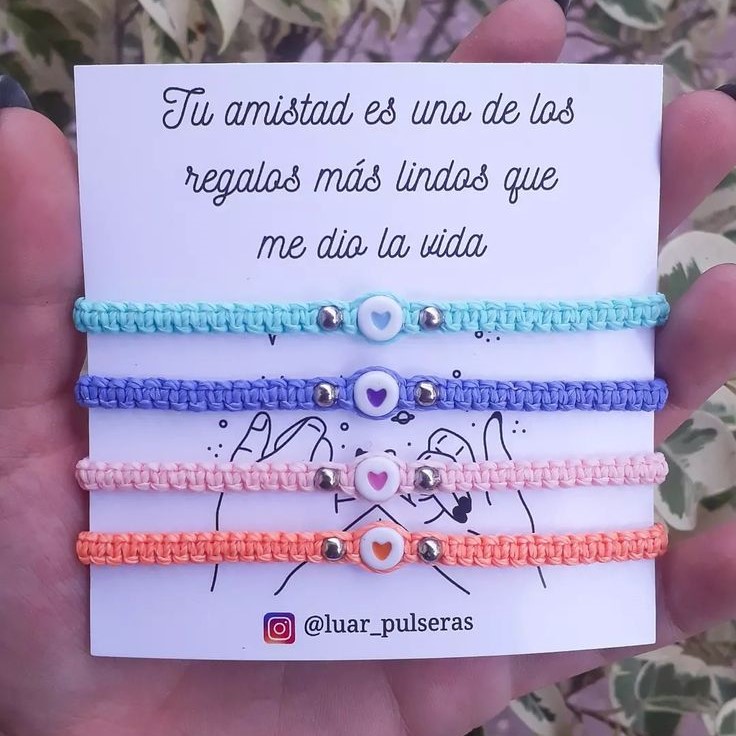 Tu amistad es uno de los
regalos más lindos que
me dio la vida
@luar_pulseras